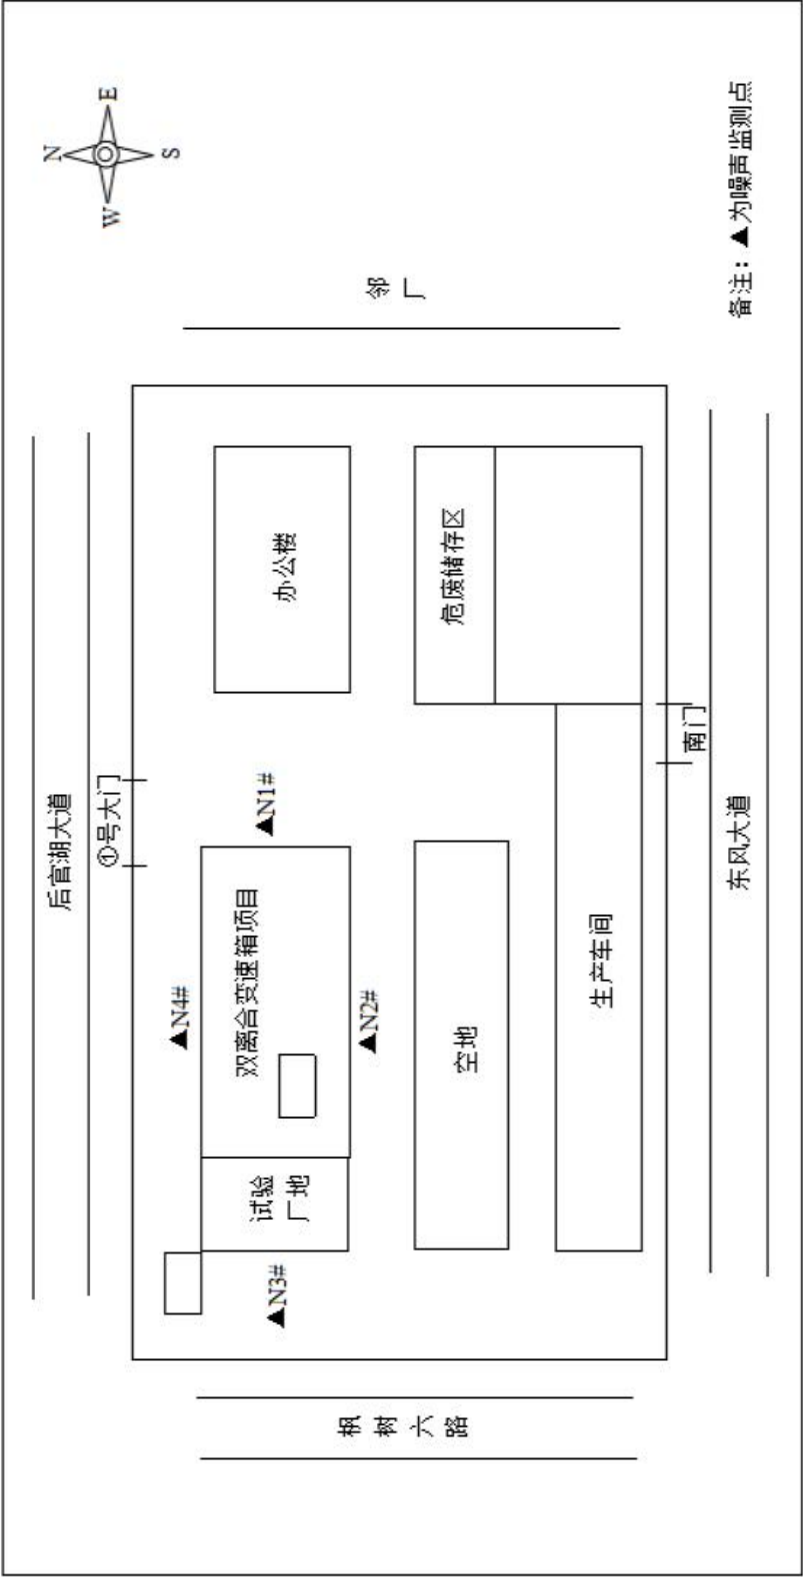 N
W
E
S
后官湖大道
①号大门
▲N4#
办公楼
双离合变速箱项目
▲N1#
试验
厂地
▲N3#
▲N2#
邻
厂
枫
树
六
路
空地
危废储存区
生产车间
南门
东风大道
备注：▲为噪声监测点